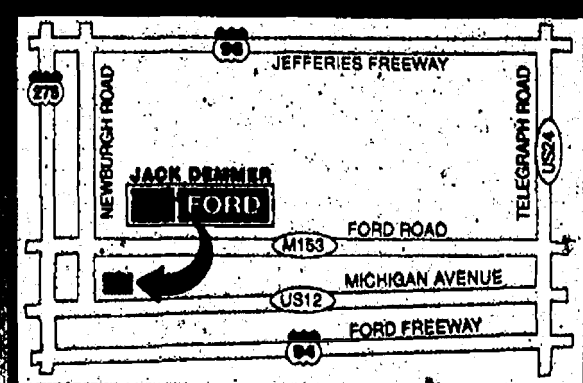 96
JEFFERIES FREEWAY
275
NEWBURGH ROAD
TELEGRAPH ROAD
US24
JACK DEMMER
FORD
FORD ROAD
M153
MICHIGAN AVENUE
US12
FORD FREEWAY
94